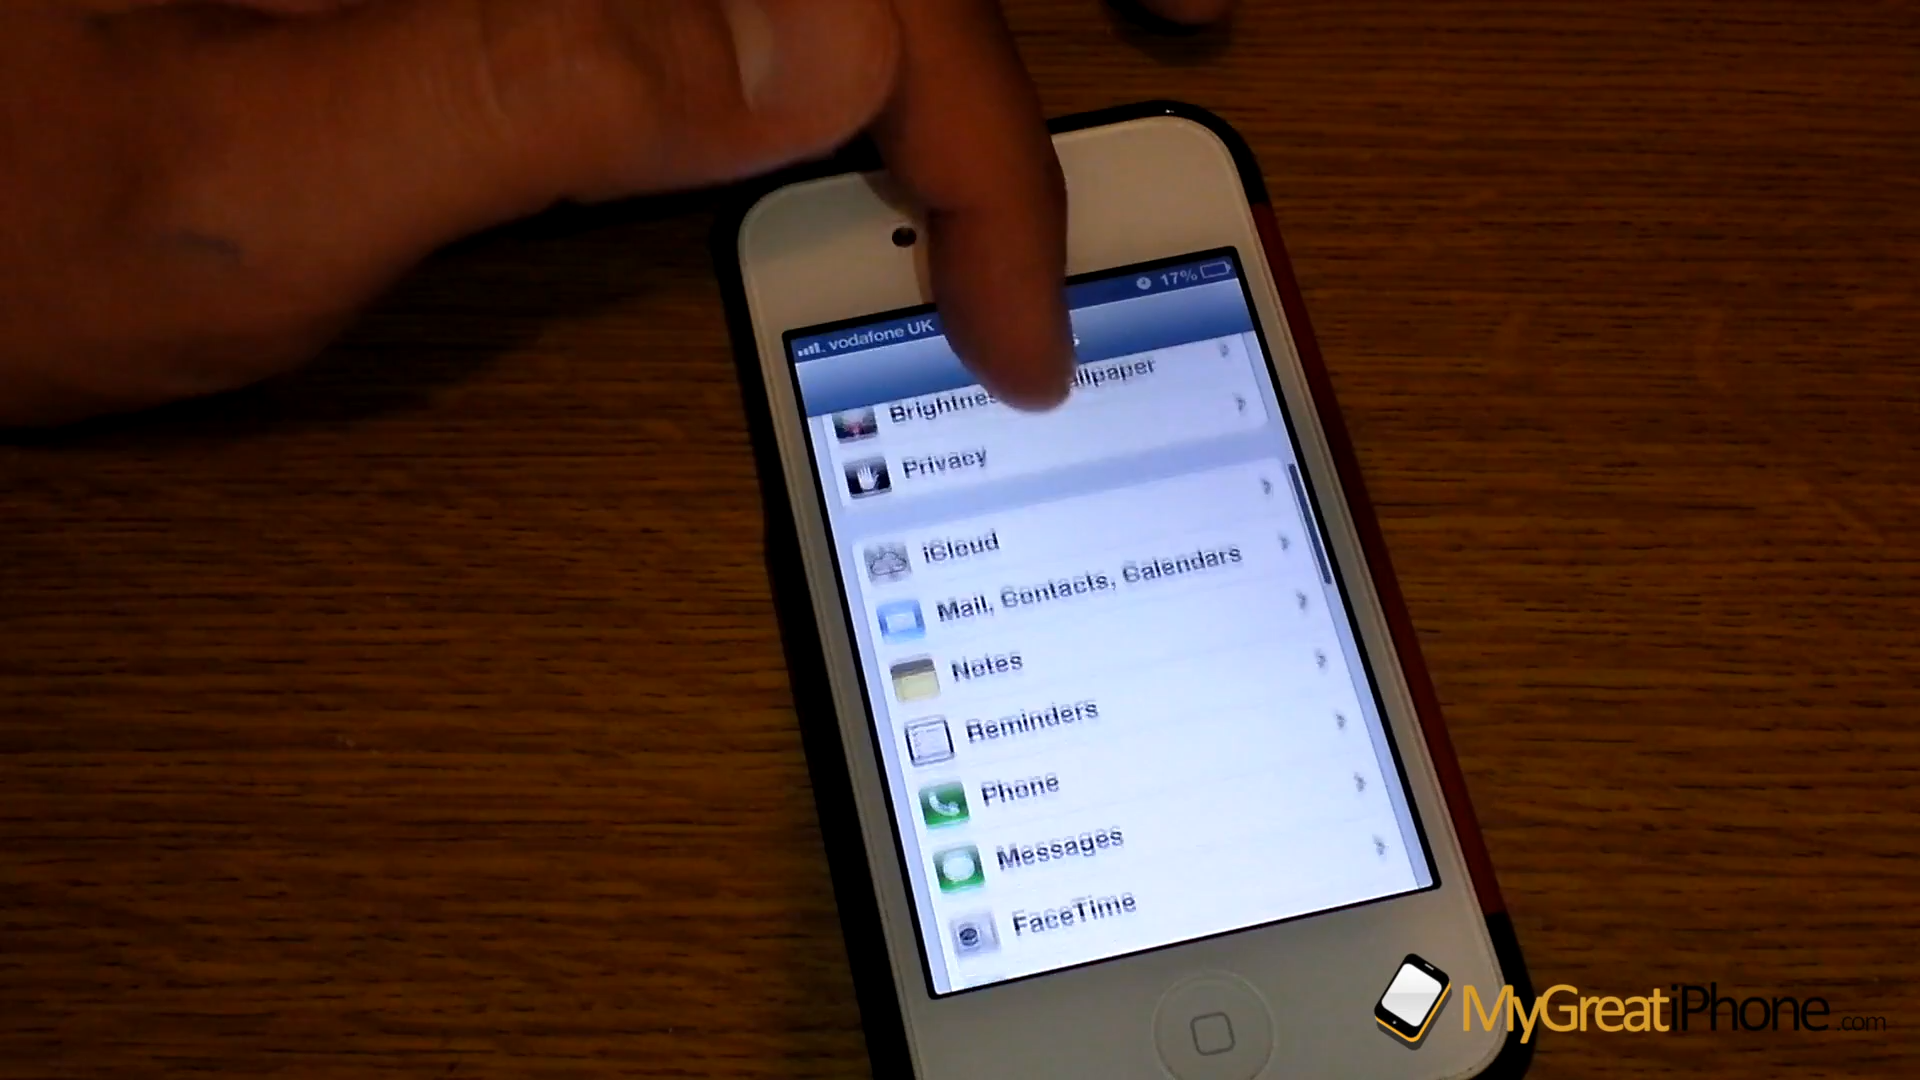 vodafone UK
17%
Privacy
iCloud
Mail, Contacts, Calendars
Notes
Reminders
Phone
Messages
FaceTime
MyGreatiPhone.com